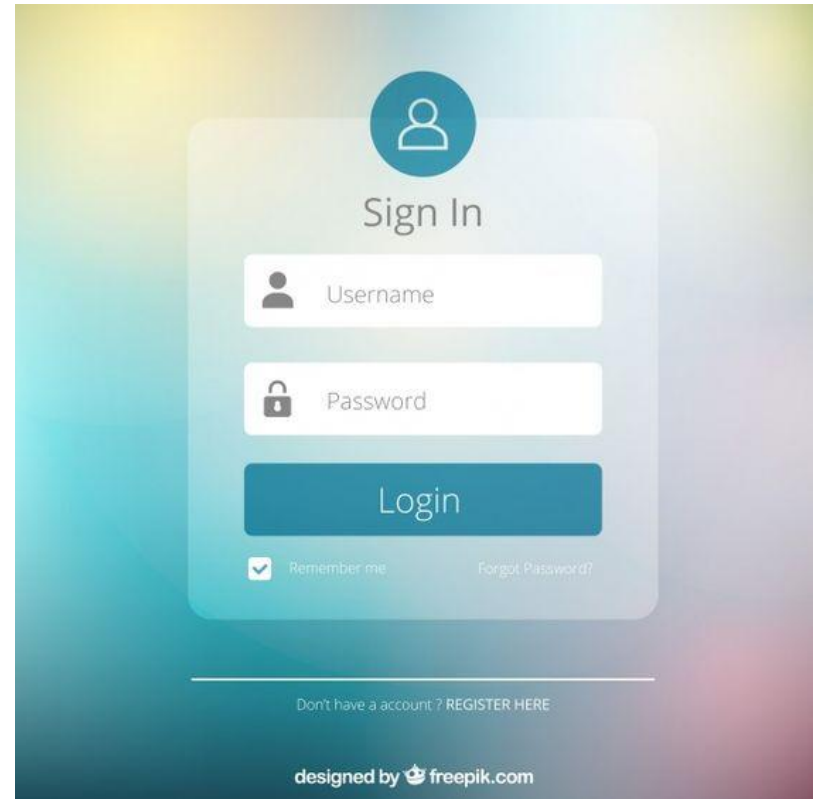 Sign In
Username
Password
Login
Remember me Forgot Password?
Don't have a account ? REGISTER HERE
designed by freepik.com